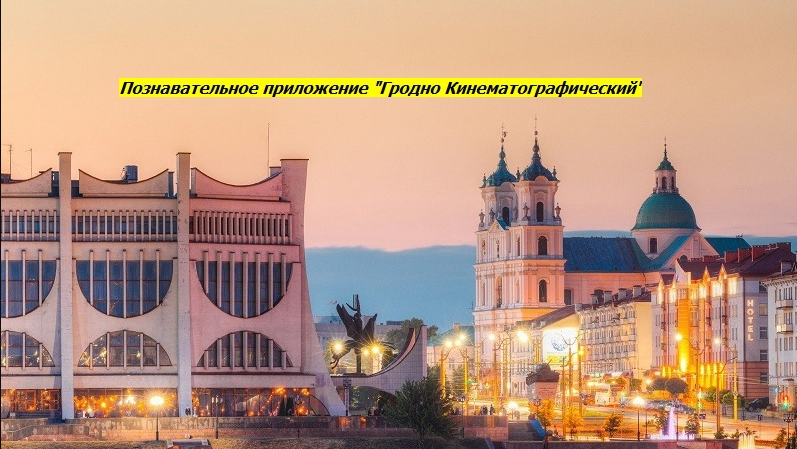 Познавательное приложение "Гродно Кинематографический'
HOTEL